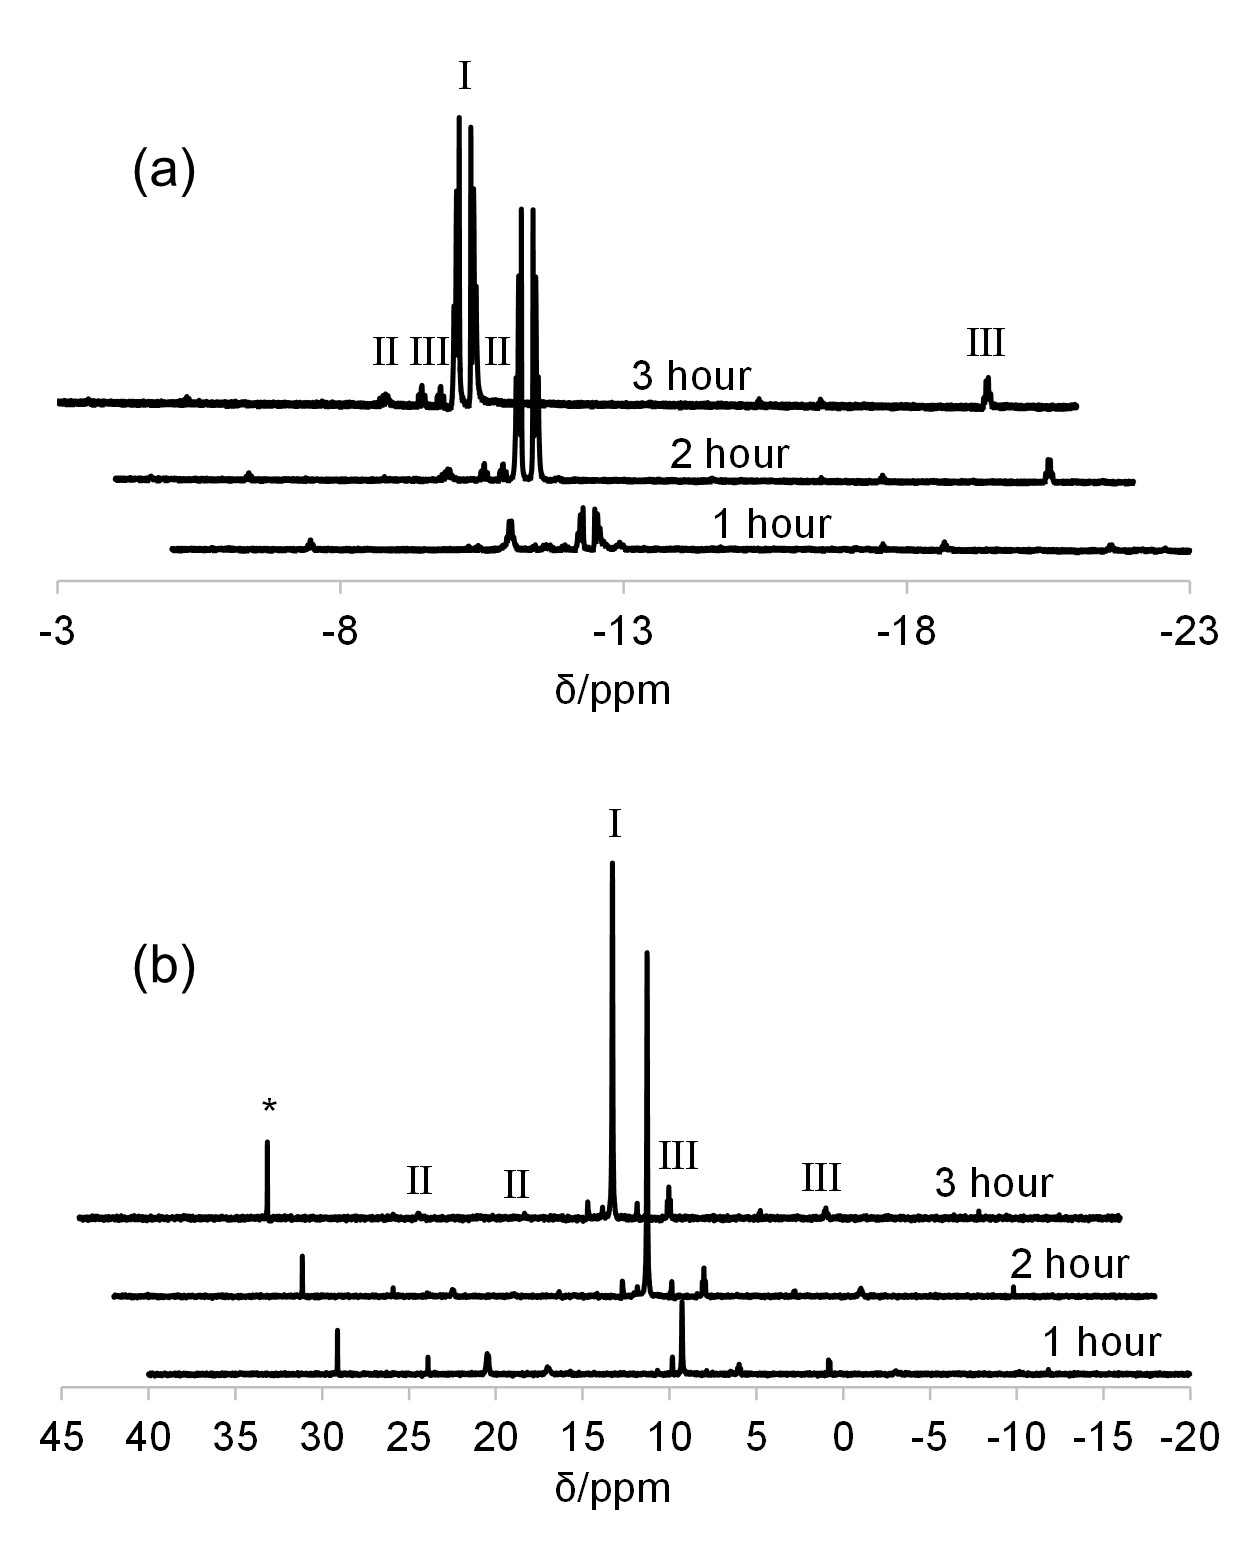 I
(a)
II III II
III
3 hour
2 hour
1 hour
-3 -8 -13 -18 -23
δ/ppm
I
(b)
*
II II III III
3 hour
2 hour
1 hour
45 40 35 30 25 20 15 10 5 0 -5 -10 -15 -20
δ/ppm